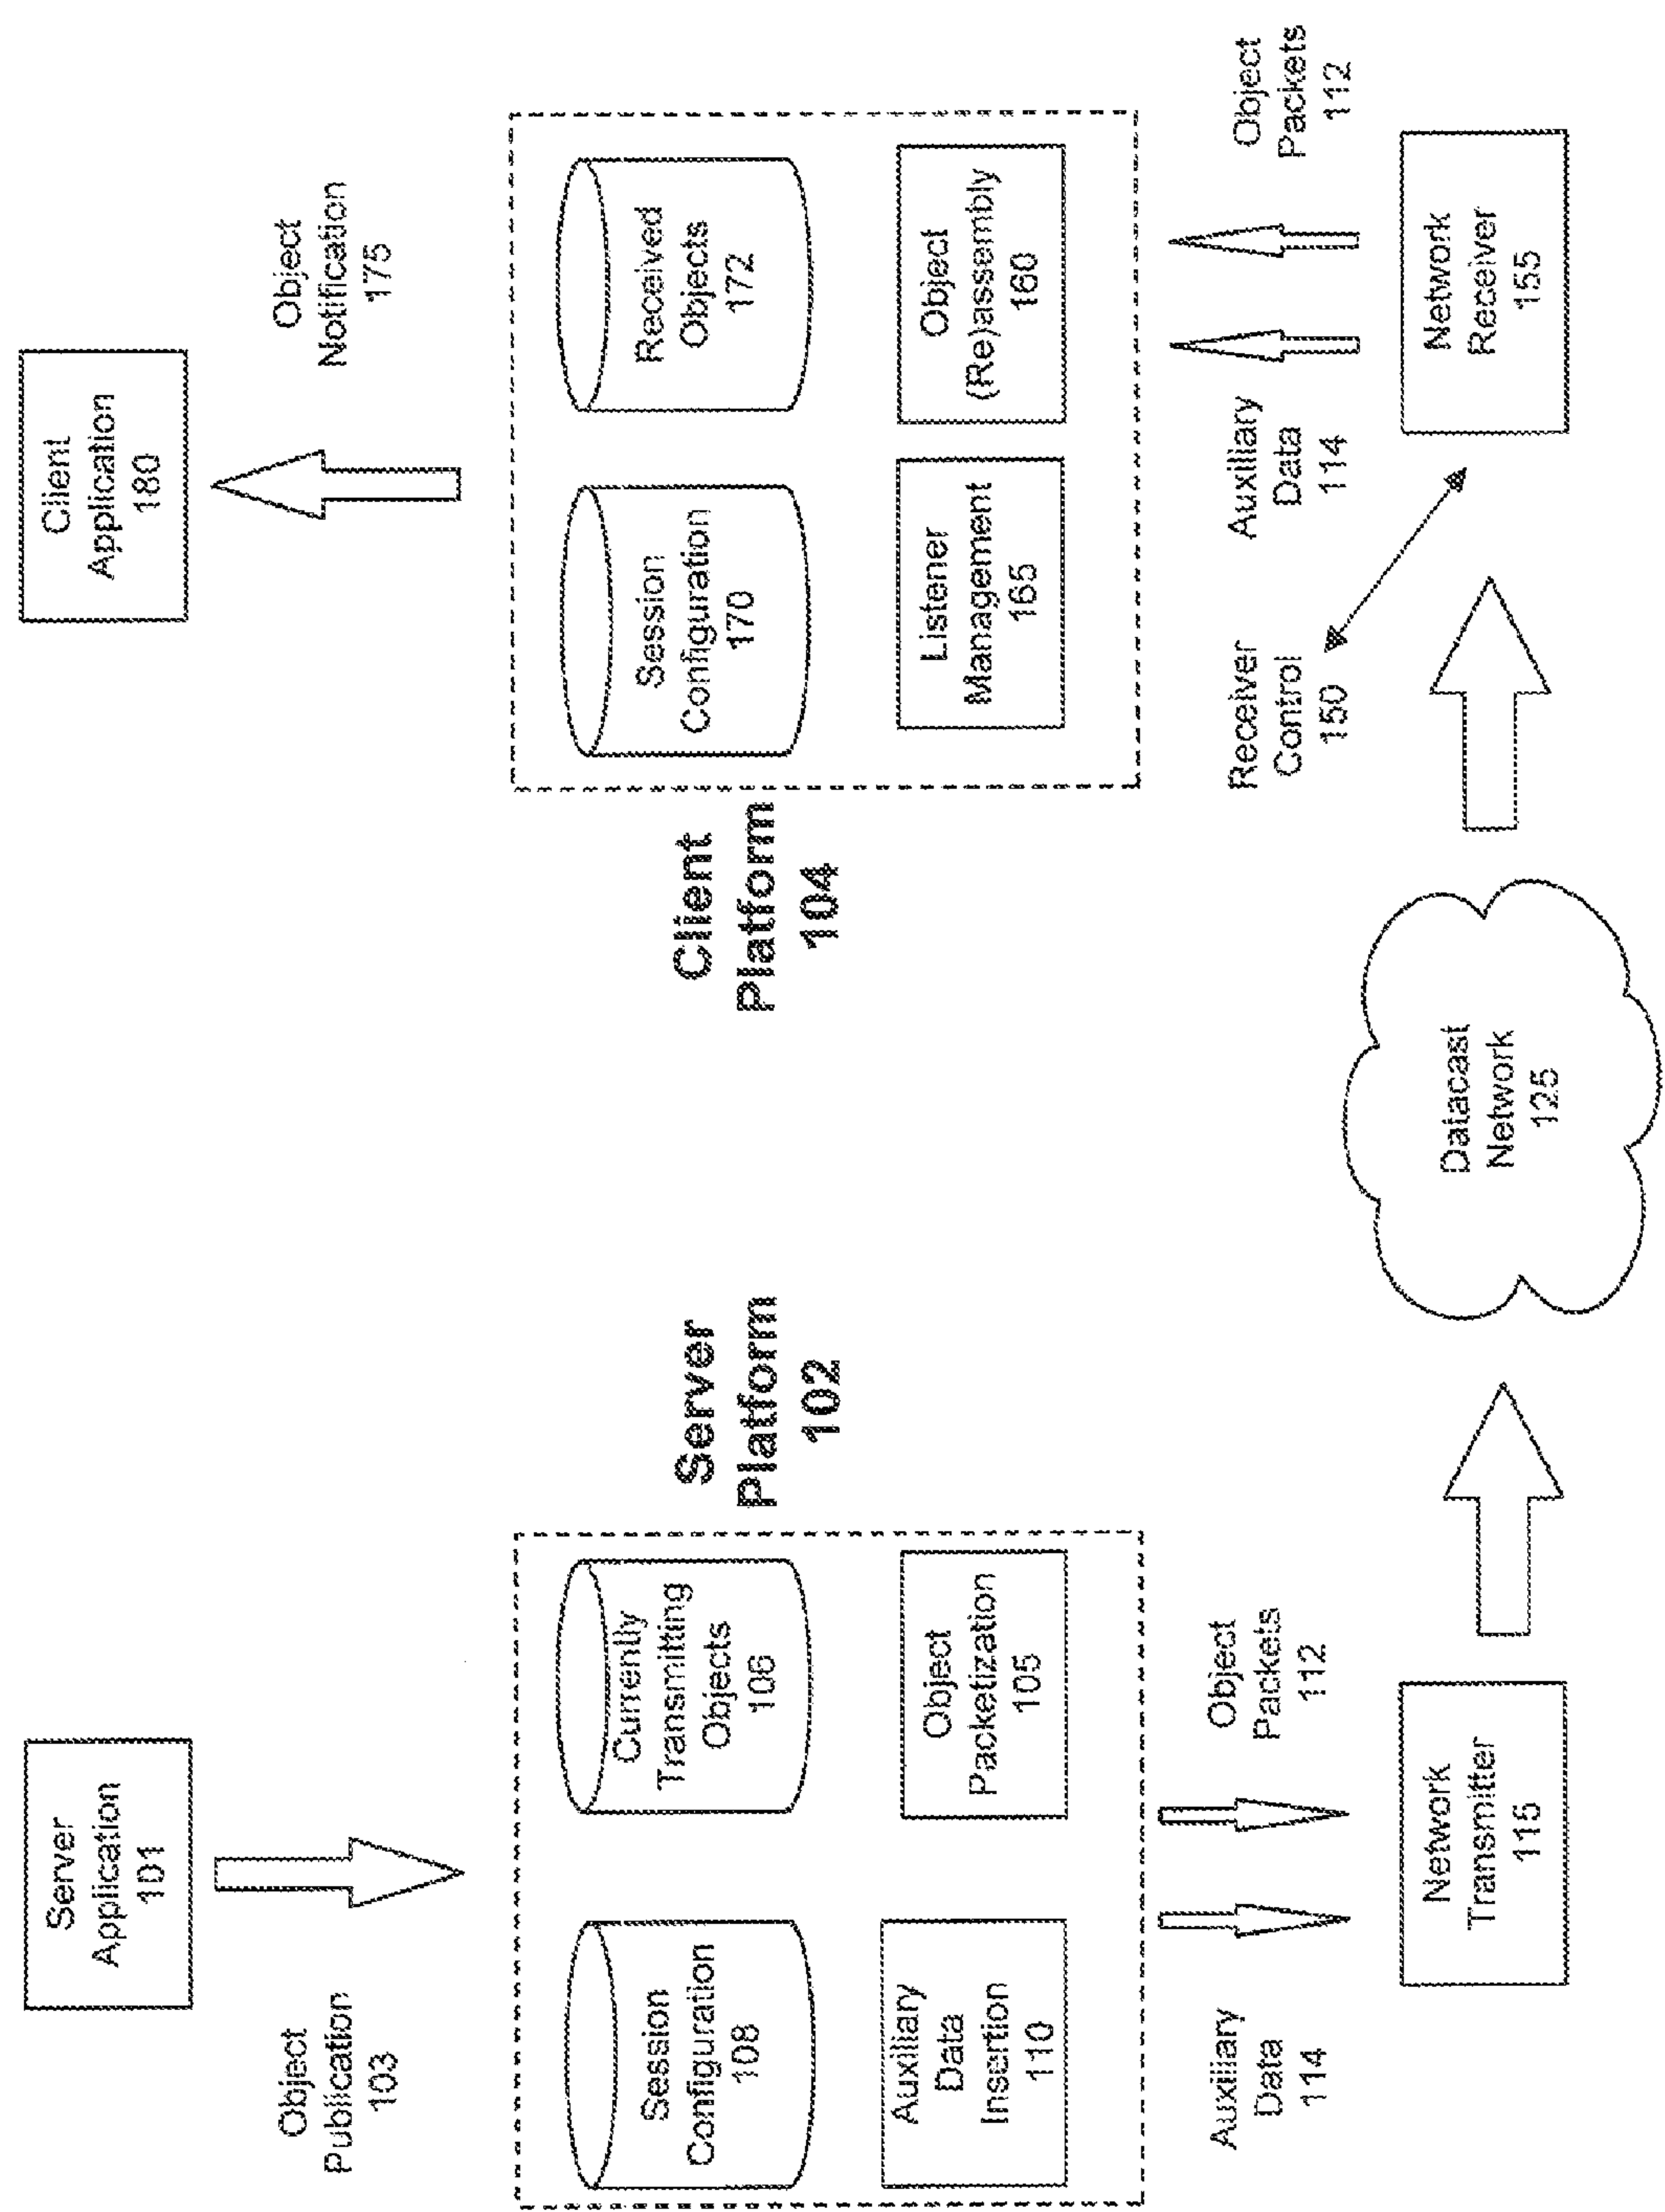 Server
Application
101
Object
Publication
103
Server
Platform
102
Session
Configuration
108
Currently
Transmitting
Objects
106
Auxiliary
Data
Insertion
110
Object
Packetization
105
Auxiliary
Data
114
Object
Packets
112
Network
Transmitter
115
Datacast
Network
125
Client
Application
180
Object
Notification
175
Client
Platform
104
Session
Configuration
170
Received
Objects
172
Listener
Management
165
Object
(Re)assembly
160
Receiver
Control
150
Auxiliary
Data
114
Object
Packets
112
Network
Receiver
155